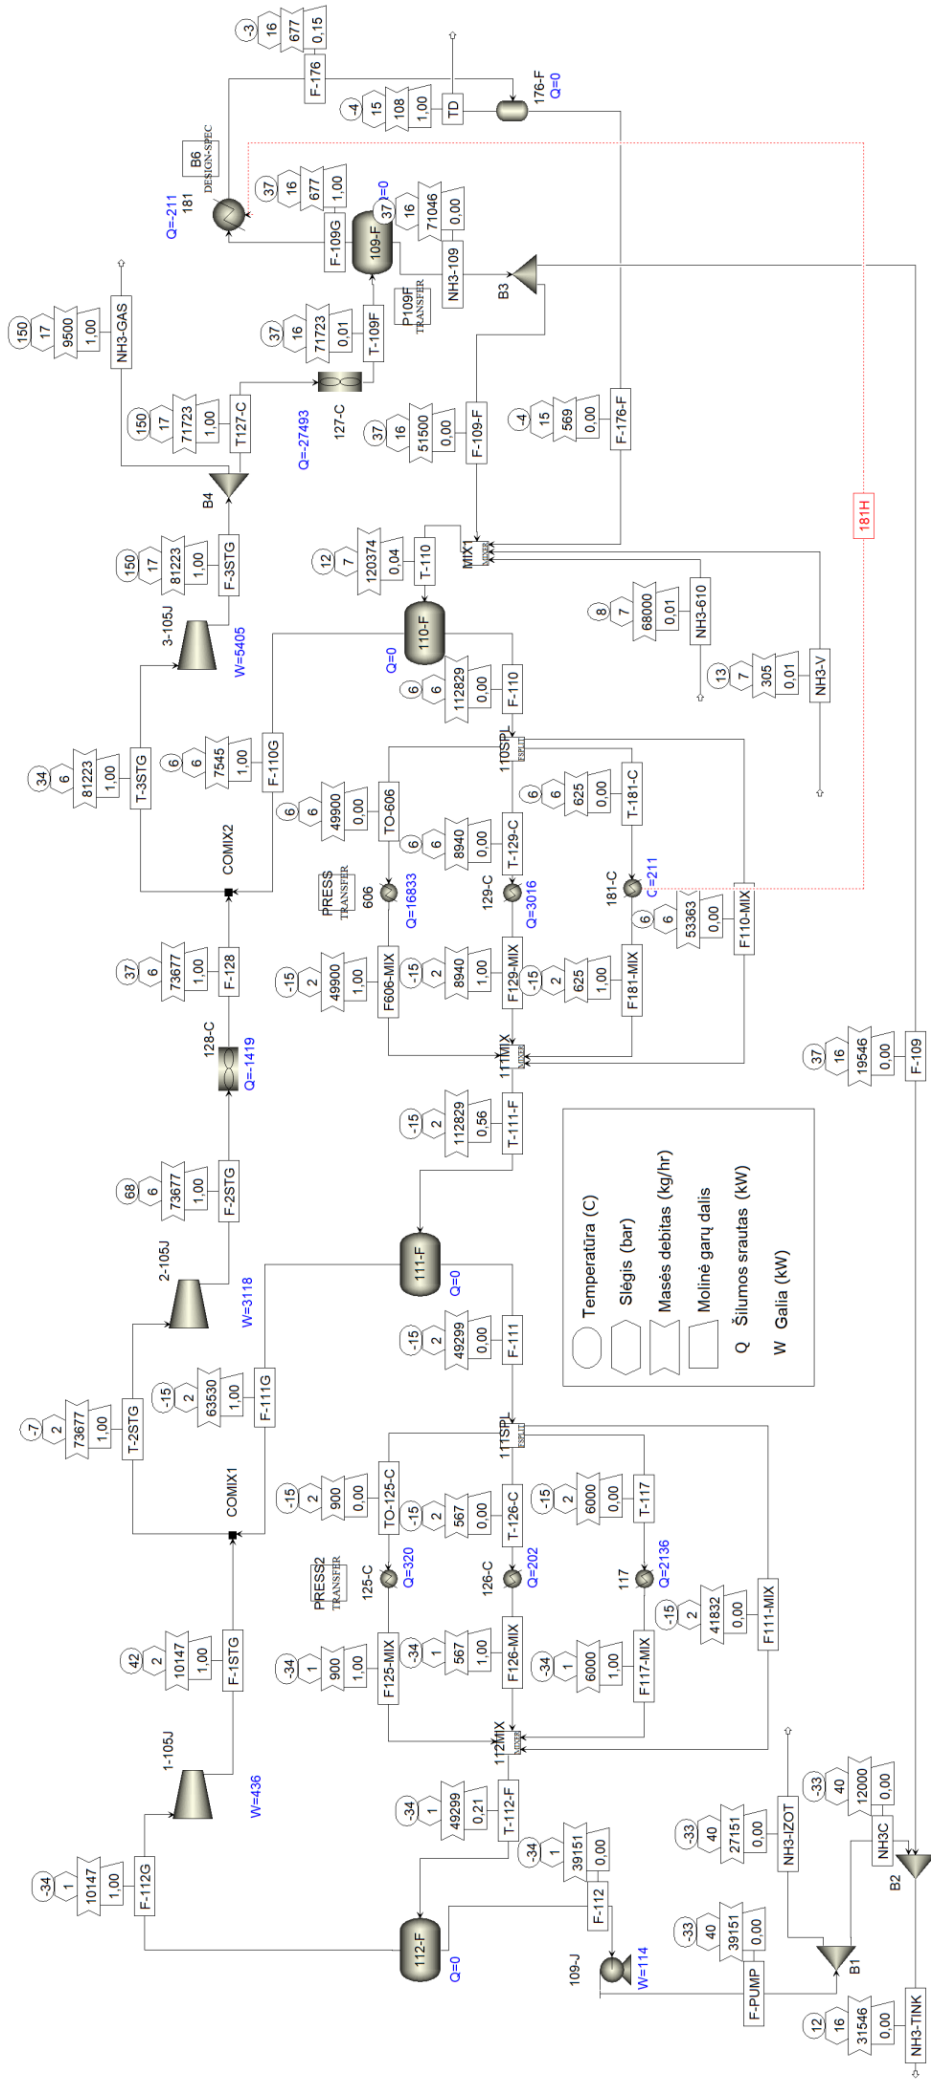 -34
1
10147
1,00
F-112G
1-105J
W=436
42
2
10147
1,00
F-1STG
COMIX1
-7
2
73677
1,00
T-2STG
-15
2
63530
1,00
F-111G
2-105J
W=3118
68
6
73677
1,00
F-2STG
128-C
Q=-1419
37
6
73677
1,00
F-128
COMIX2
34
6
81223
1,00
T-3STG
6
6
7545
1,00
F-110G
3-105J
W=5405
150
17
81223
1,00
F-3STG
B4
150
17
9500
1,00
NH3-GAS
150
17
71723
1,00
T127-C
Q=-27493
127-C
37
16
71723
0,01
T-109F
P109F
TRANSFER
109-F
Q=0
37
16
677
1,00
F-109G
Q=-211
181
B6
DESIGN-SPEC
-3
16
677
0,15
F-176
-4
15
108
1,00
TD
176-F
Q=0
37
16
71046
0,00
NH3-109
B3
37
16
51500
0,00
F-109-F
-4
15
569
0,00
F-176-F
MIX1
MIXER
12
7
120374
0,04
T-110
8
7
68000
0,01
NH3-610
13
7
305
0,01
NH3-V
181H
110-F
Q=0
6
6
112829
0,00
F-110
110SPL
FSPLIT
6
6
49900
0,00
TO-606
6
6
8940
0,00
T-129-C
6
6
625
0,00
T-181-C
6
6
53363
0,00
F110-MIX
PRESS
TRANSFER
606
Q=16833
129-C
Q=3016
181-C
Q=211
-15
2
49900
1,00
F606-MIX
-15
2
8940
1,00
F129-MIX
-15
2
625
1,00
F181-MIX
111MIX
MIXER
-15
2
112829
0,56
T-111-F
111-F
Q=0
-15
2
49299
0,00
F-111
111SPL
FSPLIT
-15
2
900
0,00
TO-125-C
-15
2
567
0,00
T-126-C
-15
2
6000
0,00
T-117
-15
2
41832
0,00
F111-MIX
PRESS2
TRANSFER
125-C
Q=320
126-C
Q=202
117
Q=2136
-34
1
900
1,00
F125-MIX
-34
1
567
1,00
F126-MIX
-34
1
6000
1,00
F117-MIX
112MIX
MIXER
-34
1
49299
0,21
T-112-F
112-F
Q=0
-34
1
39151
0,00
F-112
109-J
W=114
-33
40
39151
0,00
F-PUMP
B1
-33
40
27151
0,00
NH3-IZOT
-33
40
12000
0,00
NH3C
B2
12
16
31546
0,00
NH3-TINK
37
16
19546
0,00
F-109
Temperatūra (C)
Slėgis (bar)
Masės debitas (kg/hr)
Molinė garų dalis
Q Šilumos srautas (kW)
W Galia (kW)